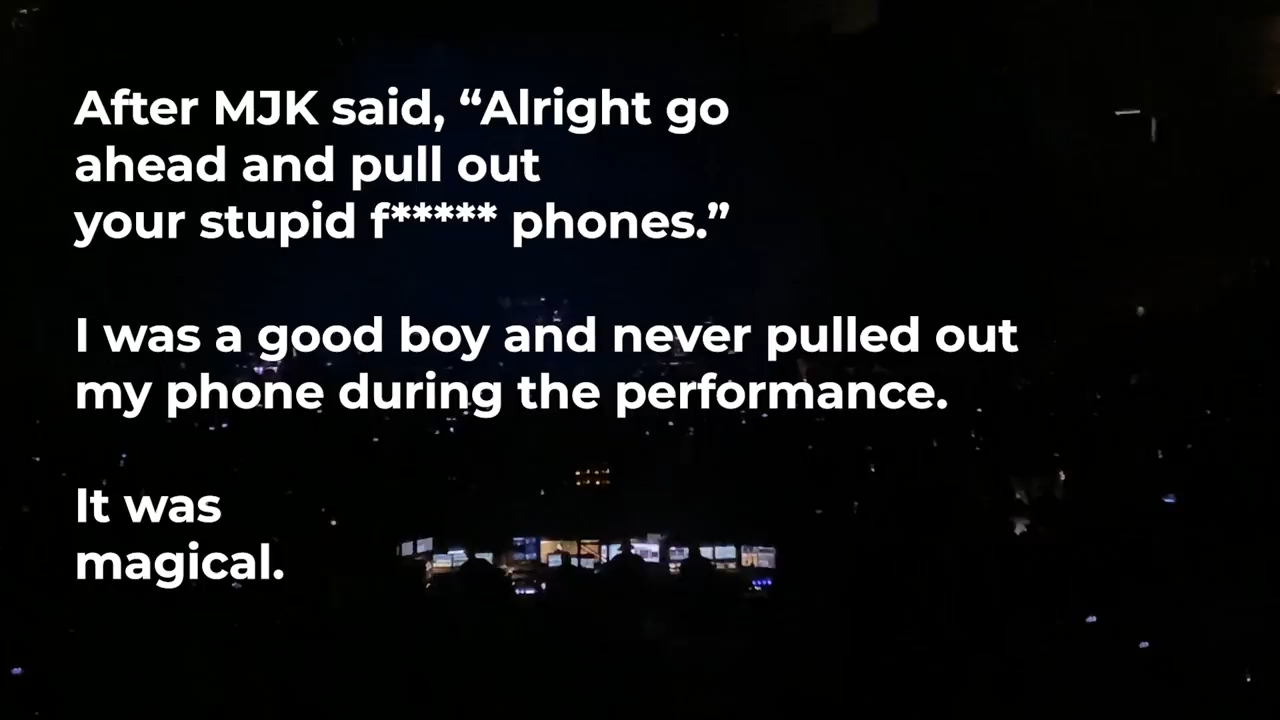 After MJK said, “Alright go
ahead and pull out
your stupid f***** phones.”
I was a good boy and never pulled out
my phone during the performance.
It was
magical.